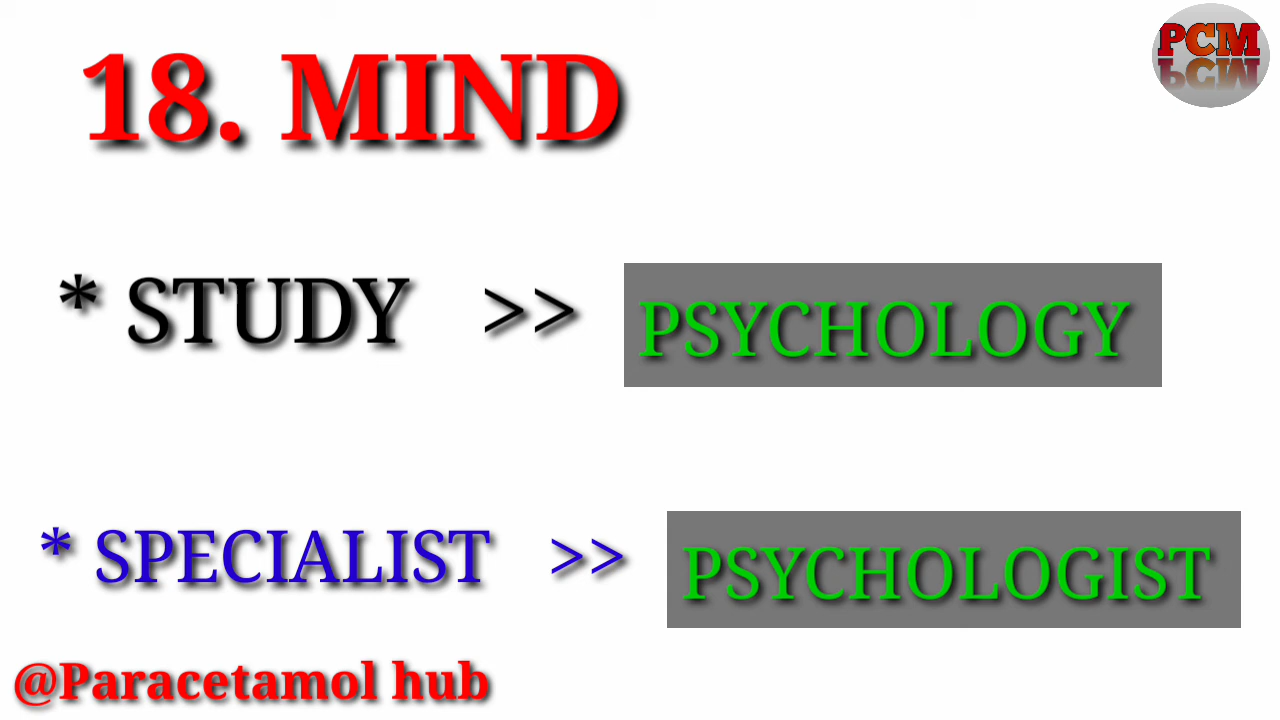 PCM
18. MIND
* STUDY >> PSYCHOLOGY
* SPECIALIST >> PSYCHOLOGIST
@Paracetamol hub